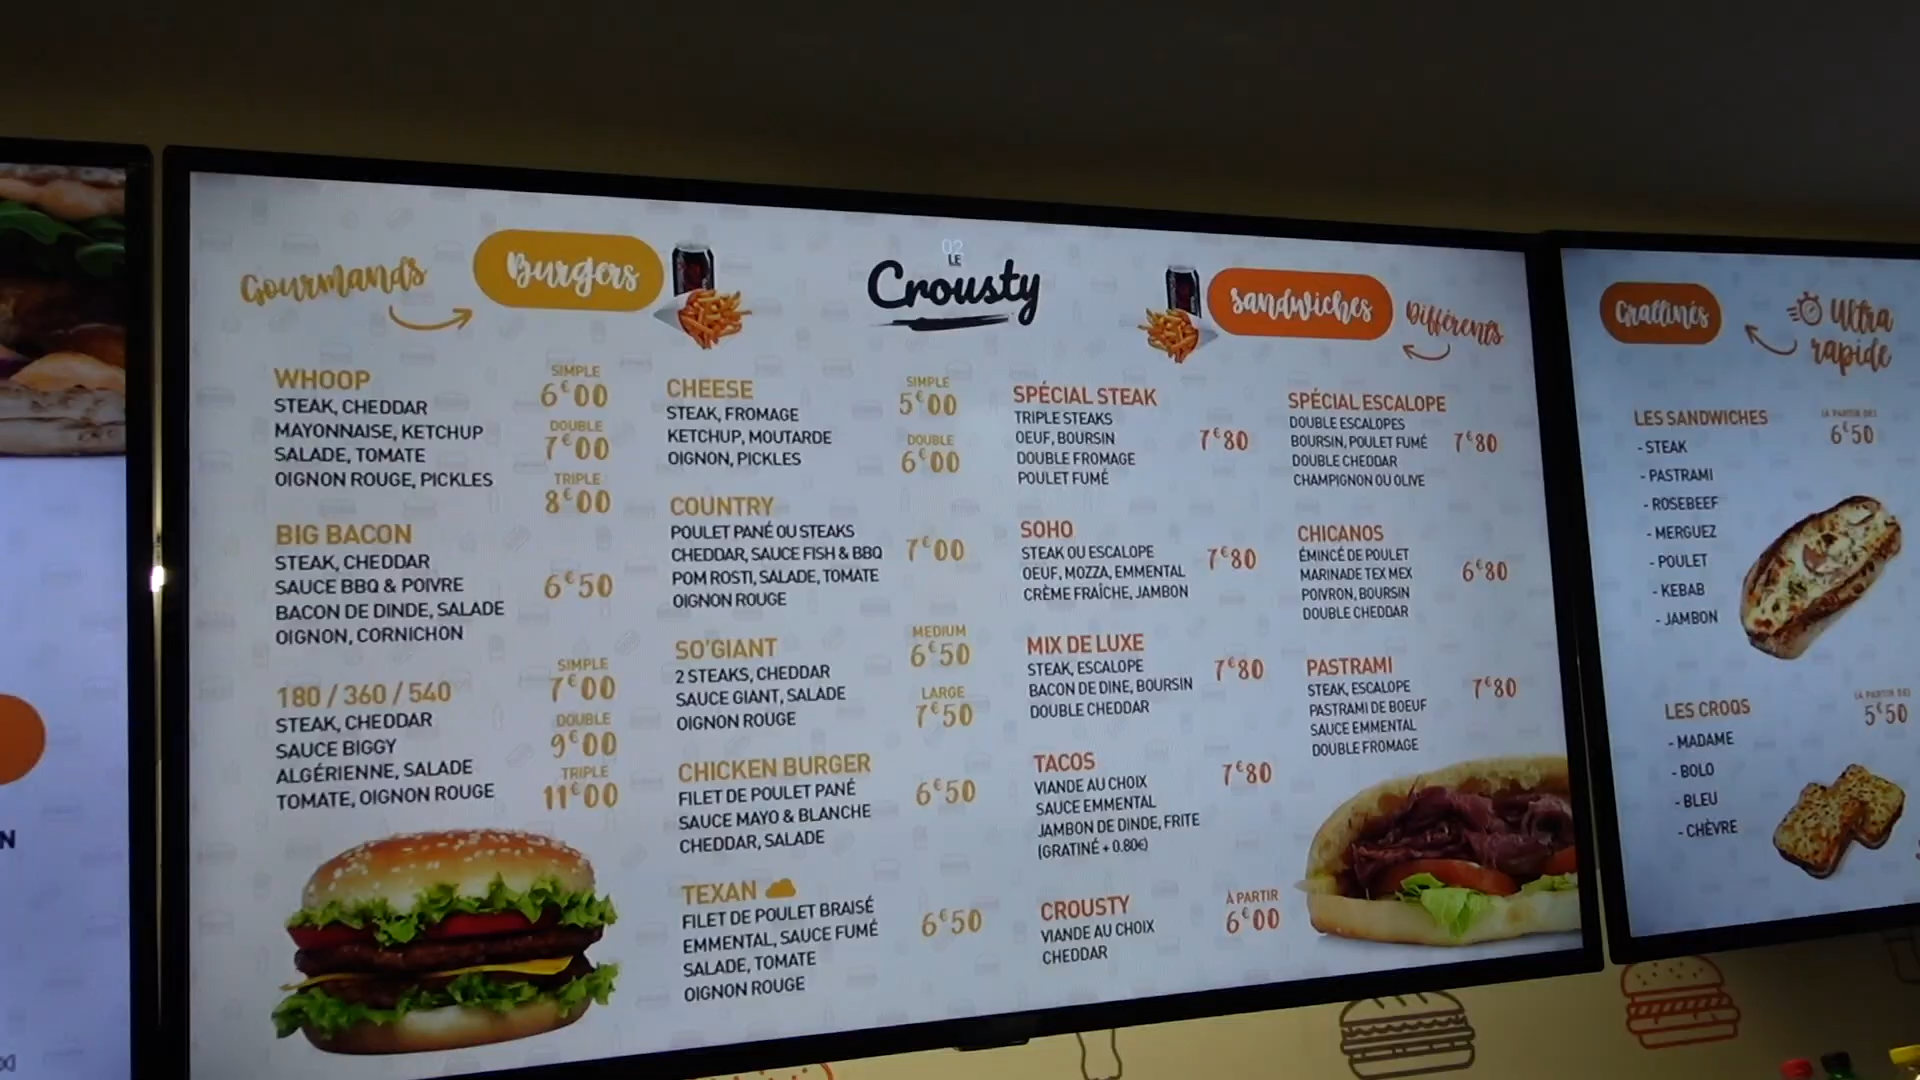 Gourmands
Burgers
02
LE
Crousty
Sandwiches
Différents
WHOOP
STEAK, CHEDDAR
MAYONNAISE, KETCHUP
SALADE, TOMATE
OIGNON ROUGE, PICKLES
SIMPLE
6€00
DOUBLE
7€00
TRIPLE
8€00
BIG BACON
STEAK, CHEDDAR
SAUCE BBQ & POIVRE
BACON DE DINDE, SALADE
OIGNON, CORNICHON
6€50
180 / 360 / 540
STEAK, CHEDDAR
SAUCE BIGGY
ALGÉRIENNE, SALADE
TOMATE, OIGNON ROUGE
SIMPLE
7€00
DOUBLE
9€00
TRIPLE
11€00
CHEESE
STEAK, FROMAGE
KETCHUP, MOUTARDE
OIGNON, PICKLES
SIMPLE
5€00
DOUBLE
6€00
COUNTRY
POULET PANÉ OU STEAKS
CHEDDAR, SAUCE FISH & BBQ
POM ROSTI, SALADE, TOMATE
OIGNON ROUGE
7€00
SO'GIANT
2 STEAKS, CHEDDAR
SAUCE GIANT, SALADE
OIGNON ROUGE
MEDIUM
6€50
LARGE
7€50
CHICKEN BURGER
FILET DE POULET PANÉ
SAUCE MAYO & BLANCHE
CHEDDAR, SALADE
6€50
TEXAN
FILET DE POULET BRAISÉ
EMMENTAL, SAUCE FUMÉ
SALADE, TOMATE
OIGNON ROUGE
6€50
SPÉCIAL STEAK
TRIPLE STEAKS
OEUF, BOURSIN
DOUBLE FROMAGE
POULET FUMÉ
7€80
SOHO
STEAK OU ESCALOPE
OEUF, MOZZA, EMMENTAL
CRÈME FRAÎCHE, JAMBON
7€80
MIX DE LUXE
STEAK, ESCALOPE
BACON DE DINE, BOURSIN
DOUBLE CHEDDAR
7€80
TACOS
VIANDE AU CHOIX
SAUCE EMMENTAL
JAMBON DE DINDE, FRITE
(GRATINÉ + 0.80€)
7€80
CROUSTY
VIANDE AU CHOIX
CHEDDAR
À PARTIR
6€00
SPÉCIAL ESCALOPE
DOUBLE ESCALOPES
BOURSIN, POULET FUMÉ
DOUBLE CHEDDAR
CHAMPIGNON OU OLIVE
7€80
CHICANOS
ÉMINCÉ DE POULET
MARINADE TEX MEX
POIVRON, BOURSIN
DOUBLE CHEDDAR
6€80
PASTRAMI
STEAK, ESCALOPE
PASTRAMI DE BOEUF
SAUCE EMMENTAL
DOUBLE FROMAGE
7€80
Gratinés
Ultra
rapide
LES SANDWICHES
- STEAK
- PASTRAMI
- ROSEBEEF
- MERGUEZ
- POULET
- KEBAB
- JAMBON
(À PARTIR DE)
6€50
LES CROQS
- MADAME
- BOLO
- BLEU
- CHÈVRE
(À PARTIR DE)
5€50
N